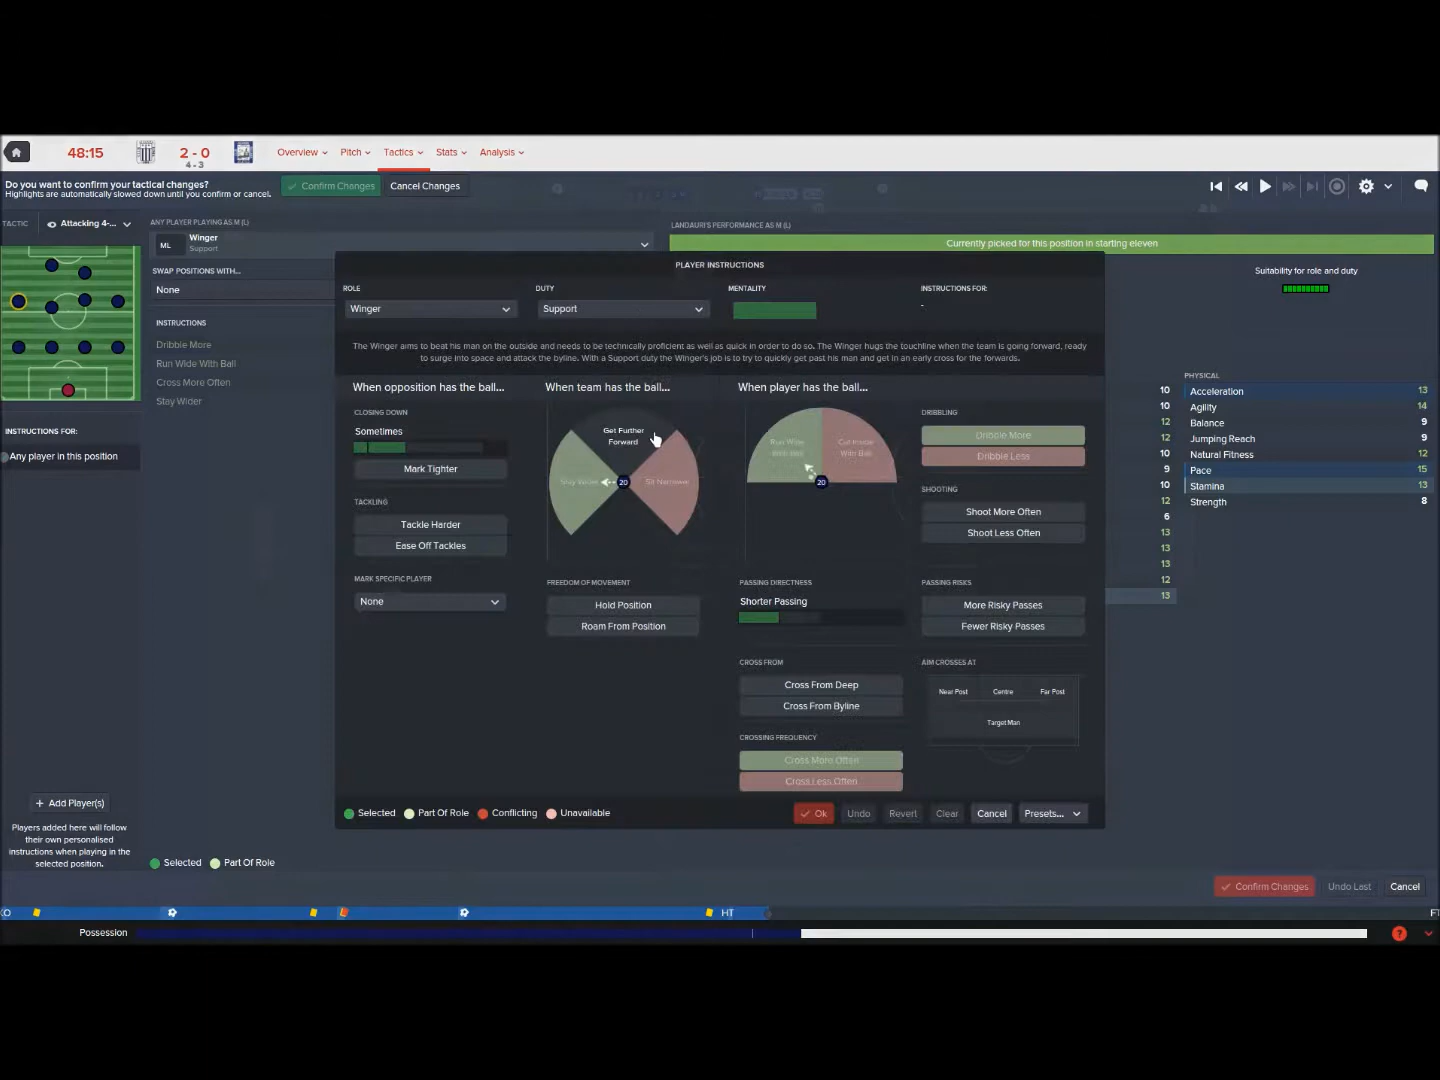 48:15
2 - 0
4 - 3
Overview
Pitch
Tactics
Stats
Analysis
Do you want to confirm your tactical changes?
Highlights are automatically slowed down until you confirm or cancel.
Confirm Changes
Cancel Changes
TACTIC
Attacking 4-...
ANY PLAYER PLAYING AS M (L)
ML
Winger
Support
LANDAURI'S PERFORMANCE AS M (L)
Currently picked for this position in starting eleven
SWAP POSITIONS WITH...
None
Suitability for role and duty
INSTRUCTIONS
Dribble More
Run Wide With Ball
Cross More Often
Stay Wider
INSTRUCTIONS FOR:
Any player in this position
PLAYER INSTRUCTIONS
ROLE
DUTY
MENTALITY
INSTRUCTIONS FOR:
Winger
Support
-
The Winger aims to beat his man on the outside and needs to be technically proficient as well as quick in order to do so. The Winger hugs the touchline when the team is going forward, ready
to surge into space and attack the byline. With a Support duty the Winger's job is to try to quickly get past his man and get in an early cross for the forwards.
When opposition has the ball...
When team has the ball...
When player has the ball...
CLOSING DOWN
Sometimes
Mark Tighter
TACKLING
Tackle Harder
Ease Off Tackles
MARK SPECIFIC PLAYER
None
Get Further
Forward
Stay Wider
20
Sit Narrower
FREEDOM OF MOVEMENT
Hold Position
Roam From Position
Run Wide
With Ball
Cut Inside
With Ball
20
DRIBBLING
Dribble More
Dribble Less
SHOOTING
Shoot More Often
Shoot Less Often
PASSING DIRECTNESS
Shorter Passing
PASSING RISKS
More Risky Passes
Fewer Risky Passes
CROSS FROM
Cross From Deep
Cross From Byline
AIM CROSSES AT
Near Post
Centre
Far Post
Target Man
CROSSING FREQUENCY
Cross More Often
Cross Less Often
Selected
Part Of Role
Conflicting
Unavailable
Ok
Undo
Revert
Clear
Cancel
Presets...
PHYSICAL
10 Acceleration 13
10 Agility 14
12 Balance 9
12 Jumping Reach 9
10 Natural Fitness 12
9 Pace 15
10 Stamina 13
12 Strength 8
6
13
13
13
12
13
Add Player(s)
Players added here will follow
their own personalised
instructions when playing in the
selected position.
Selected
Part Of Role
Confirm Changes
Undo Last
Cancel
HT
Possession
?